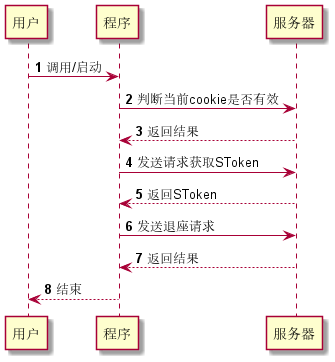 用户 程序 服务器
1 调用/启动
2 判断当前cookie是否有效
3 返回结果
4 发送请求获取SToken
5 返回SToken
6 发送退座请求
7 返回结果
8 结束
用户 程序 服务器